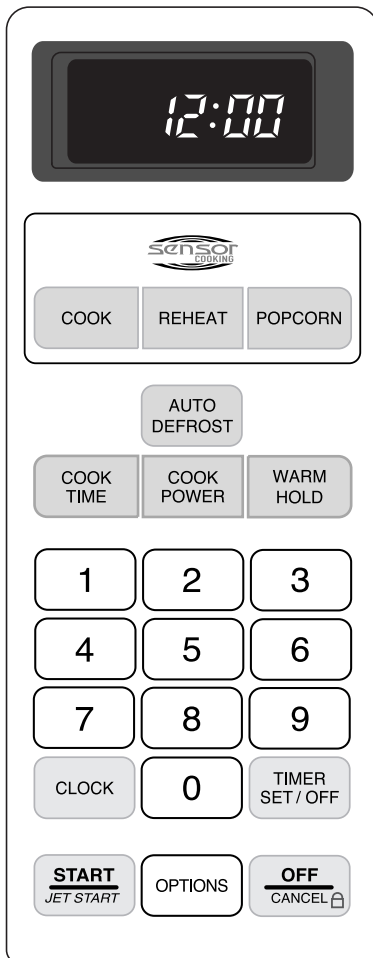 12:00
sensor
COOKING
COOK REHEAT POPCORN
AUTO
DEFROST
COOK
TIME
COOK
POWER
WARM
HOLD
1 2 3
4 5 6
7 8 9
CLOCK
0
TIMER
SET / OFF
START
JET START
OPTIONS
OFF
CANCEL